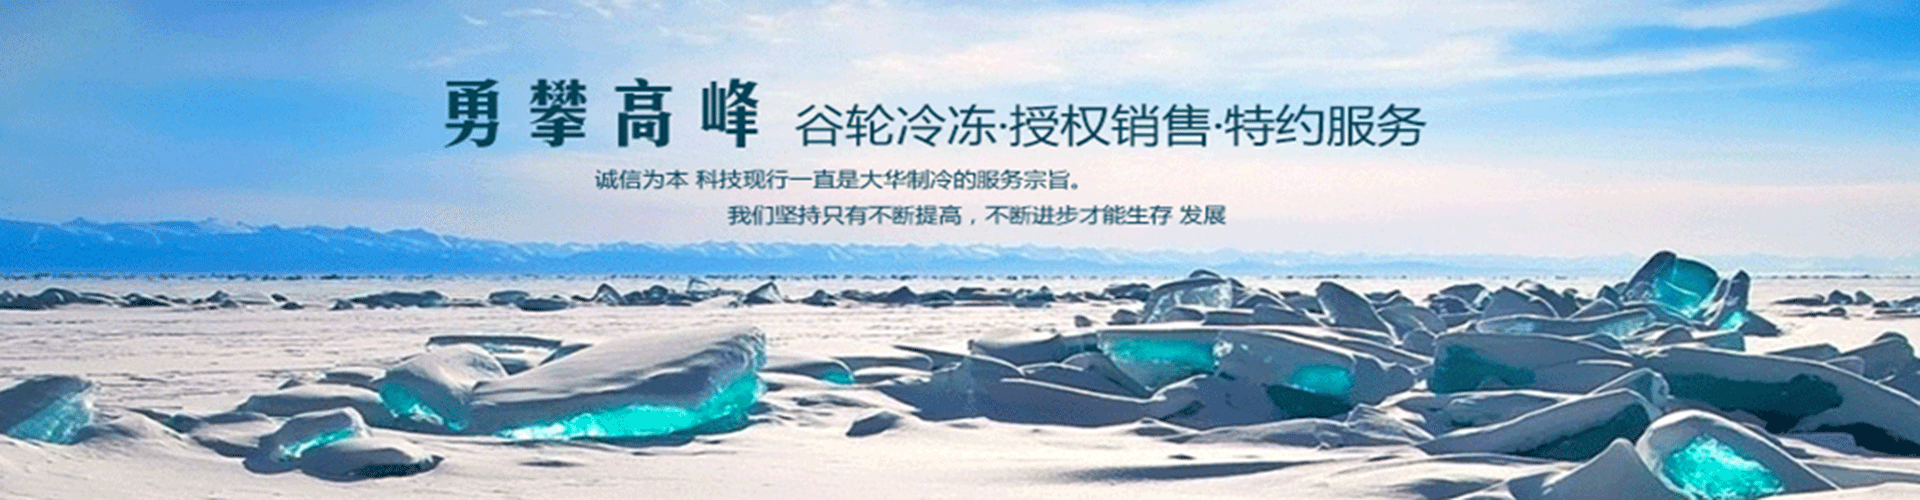 勇攀高峰 谷轮冷冻·授权销售·特约服务
诚信为本 科技现行一直是大华制冷的服务宗旨。
我们坚持只有不断提高，不断进步才能生存 发展